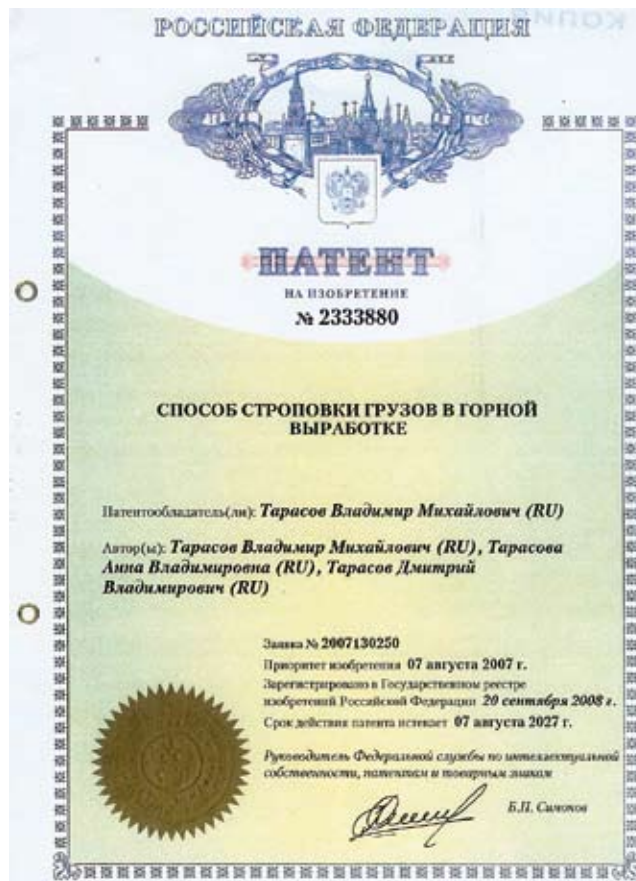 РОССИЙСКАЯ ФЕДЕРАЦИЯ
КОПИЯ
ПАТЕНТ
НА ИЗОБРЕТЕНИЕ
№ 2333880
СПОСОБ СТРОПОВКИ ГРУЗОВ В ГОРНОЙ
ВЫРАБОТКЕ
Патентообладатель(ли): Тарасов Владимир Михайлович (RU)
Автор(ы): Тарасов Владимир Михайлович (RU), Тарасова
Анна Владимировна (RU), Тарасов Дмитрий
Владимирович (RU)
Заявка № 2007130250
Приоритет изобретения 07 августа 2007 г.
Зарегистрировано в Государственном реестре
изобретений Российской Федерации 20 сентября 2008 г.
Срок действия патента истекает 07 августа 2027 г.
Руководитель Федеральной службы по интеллектуальной
собственности, патентам и товарным знакам
Б.П. Симонов